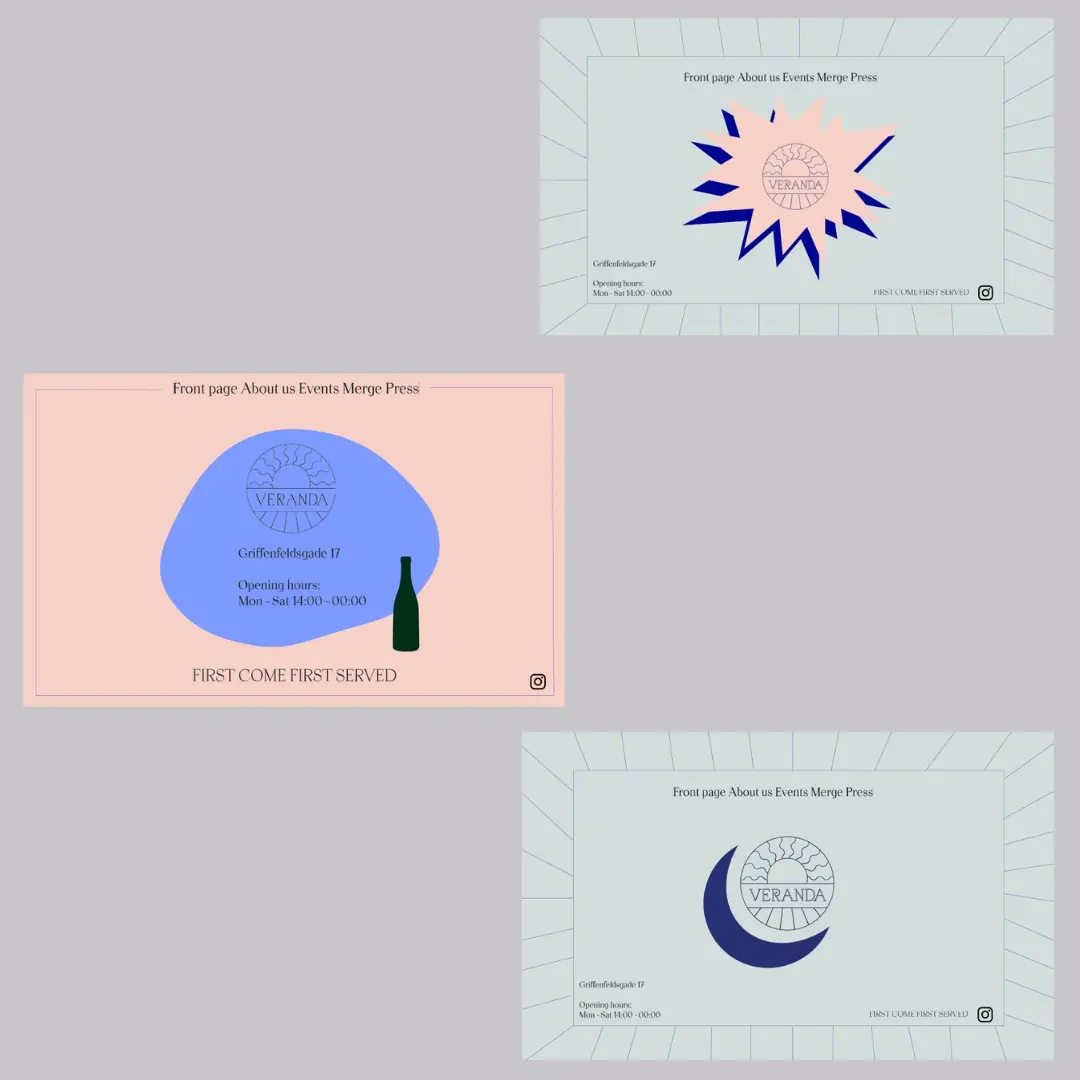 Front page About us Events Merge Press
VERANDA
Griffenfeldsgade 17
Opening hours:
Mon - Sat 14:00 - 00:00
FIRST COME FIRST SERVED
Front page About us Events Merge Press
VERANDA
Griffenfeldsgade 17
Opening hours:
Mon - Sat 14:00 - 00:00
FIRST COME FIRST SERVED
Front page About us Events Merge Press
VERANDA
Griffenfeldsgade 17
Opening hours:
Mon - Sat 14:00 - 00:00
FIRST COME FIRST SERVED